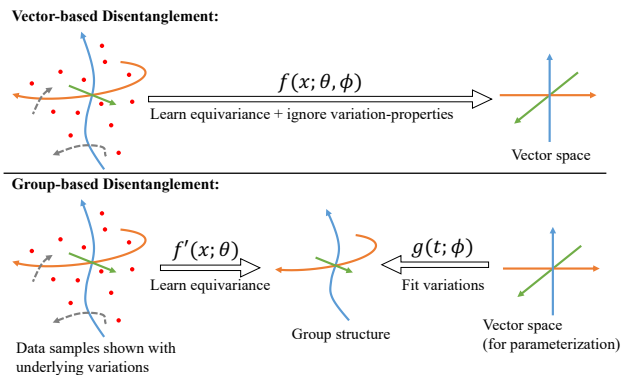 Vector-based Disentanglement:
f(x; θ, ϕ)
Learn equivariance + ignore variation-properties
Vector space
Group-based Disentanglement:
f′(x; θ)
Learn equivariance
g(t; ϕ)
Fit variations
Group structure
Vector space
(for parameterization)
Data samples shown with
underlying variations